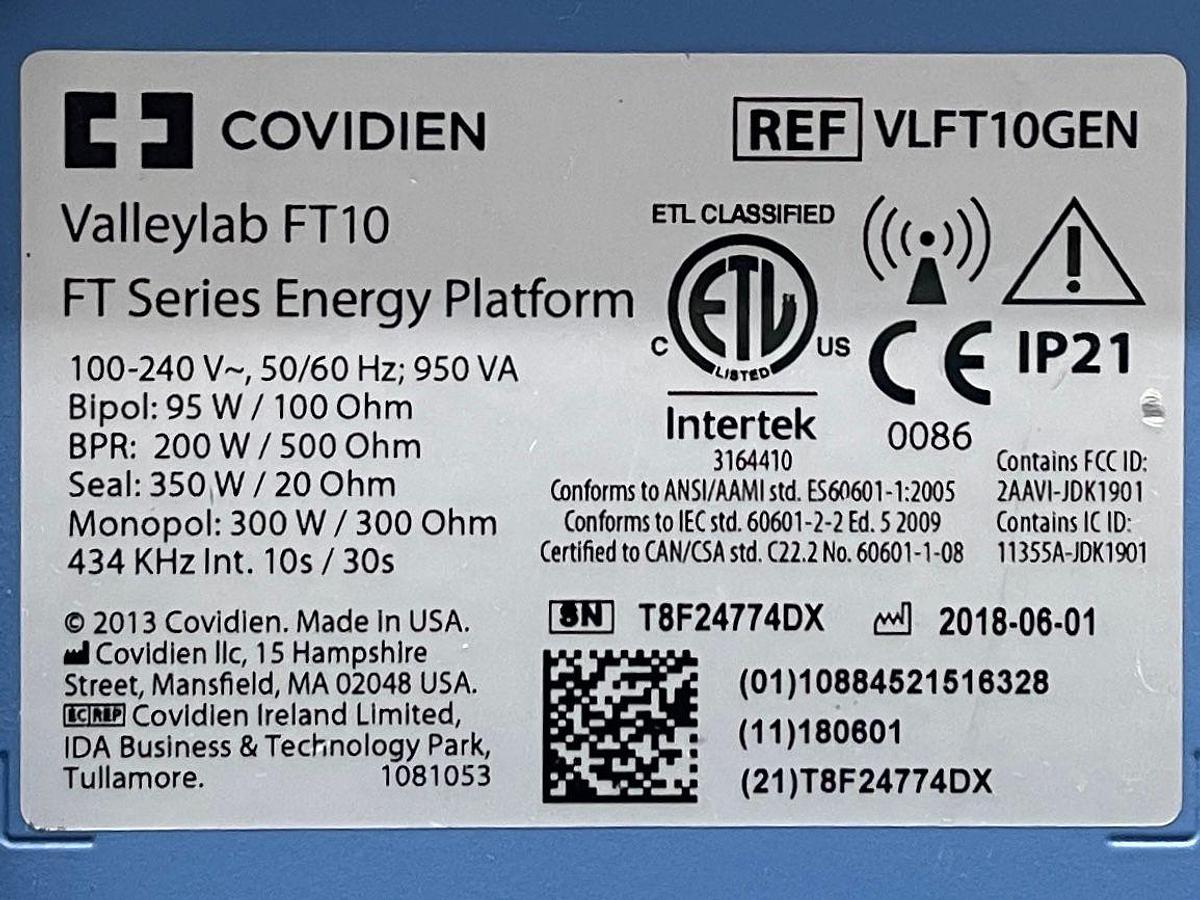 COVIDIEN
REF VLFT10GEN
Valleylab FT10
FT Series Energy Platform
100-240 V~, 50/60 Hz; 950 VA
Bipol: 95 W / 100 Ohm
BPR: 200 W / 500 Ohm
Seal: 350 W / 20 Ohm
Monopol: 300 W / 300 Ohm
434 KHz Int. 10s / 30s
ETL CLASSIFIED
ETL
C US
LISTED
Intertek
3164410
Conforms to ANSI/AAMI std. ES60601-1:2005
Conforms to IEC std. 60601-2-2 Ed. 5 2009
Certified to CAN/CSA std. C22.2 No. 60601-1-08
CE IP21
0086
Contains FCC ID:
2AAVI-JDK1901
Contains IC ID:
11355A-JDK1901
© 2013 Covidien. Made in USA.
Covidien llc, 15 Hampshire
Street, Mansfield, MA 02048 USA.
EC REP Covidien Ireland Limited,
IDA Business & Technology Park,
Tullamore. 1081053
SN T8F24774DX 2018-06-01
(01)10884521516328
(11)180601
(21)T8F24774DX